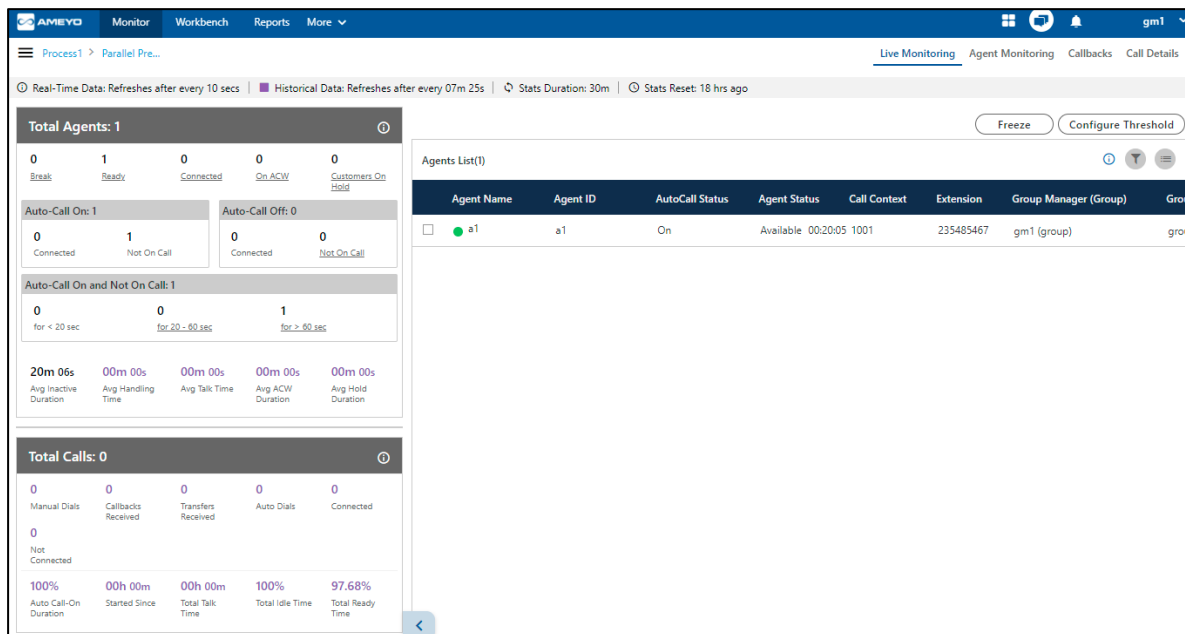 AMEYO Monitor Workbench Reports More gm1
Process1 > Parallel Pre... Live Monitoring Agent Monitoring Callbacks Call Details
Real-Time Data: Refreshes after every 10 secs | Historical Data: Refreshes after every 07m 25s | Stats Duration: 30m | Stats Reset: 18 hrs ago
Total Agents: 1
0 1 0 0 0
Break Ready Connected On ACW Customers On
Hold
Auto-Call On: 1 Auto-Call Off: 0
0 1 0 0
Connected Not On Call Connected Not On Call
Auto-Call On and Not On Call: 1
0 0 1
for < 20 sec for 20 - 60 sec for > 60 sec
20m 06s 00m 00s 00m 00s 00m 00s 00m 00s
Avg Inactive Avg Handling Avg Talk Time Avg ACW Avg Hold
Duration Time Duration Duration
Total Calls: 0
0 0 0 0 0
Manual Dials Callbacks Transfers Auto Dials Connected
Received Received
0
Not
Connected
100% 00h 00m 00h 00m 100% 97.68%
Auto Call-On Started Since Total Talk Total Idle Time Total Ready
Duration Time Time
Freeze Configure Threshold
Agents List(1)
Agent Name Agent ID AutoCall Status Agent Status Call Context Extension Group Manager (Group) Grou
a1 a1 On Available 00:20:05 1001 235485467 gm1 (group) grou